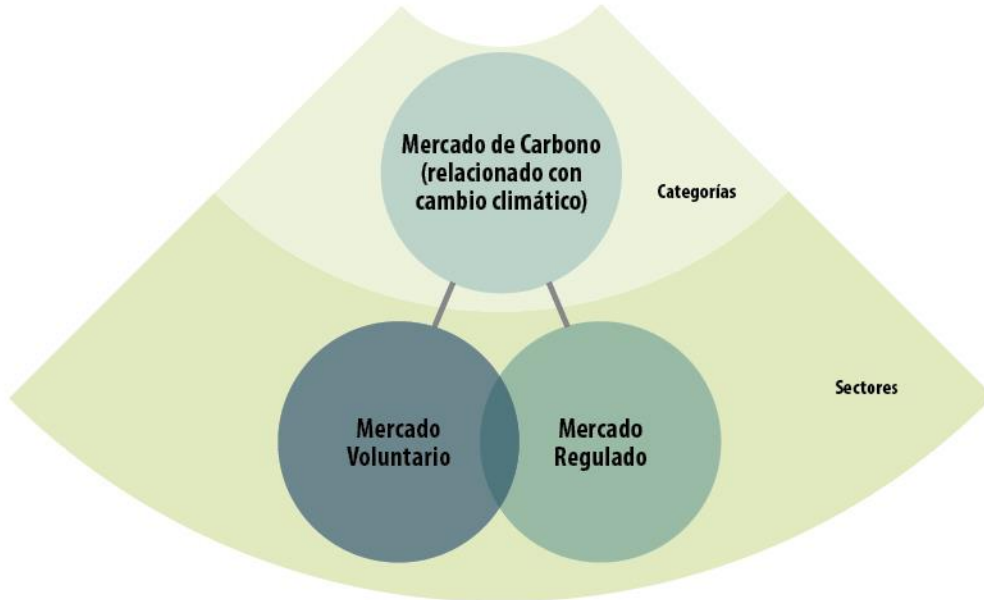 Mercado de Carbono
(relacionado con
cambio climático)
Categorías
Sectores
Mercado
Voluntario
Mercado
Regulado